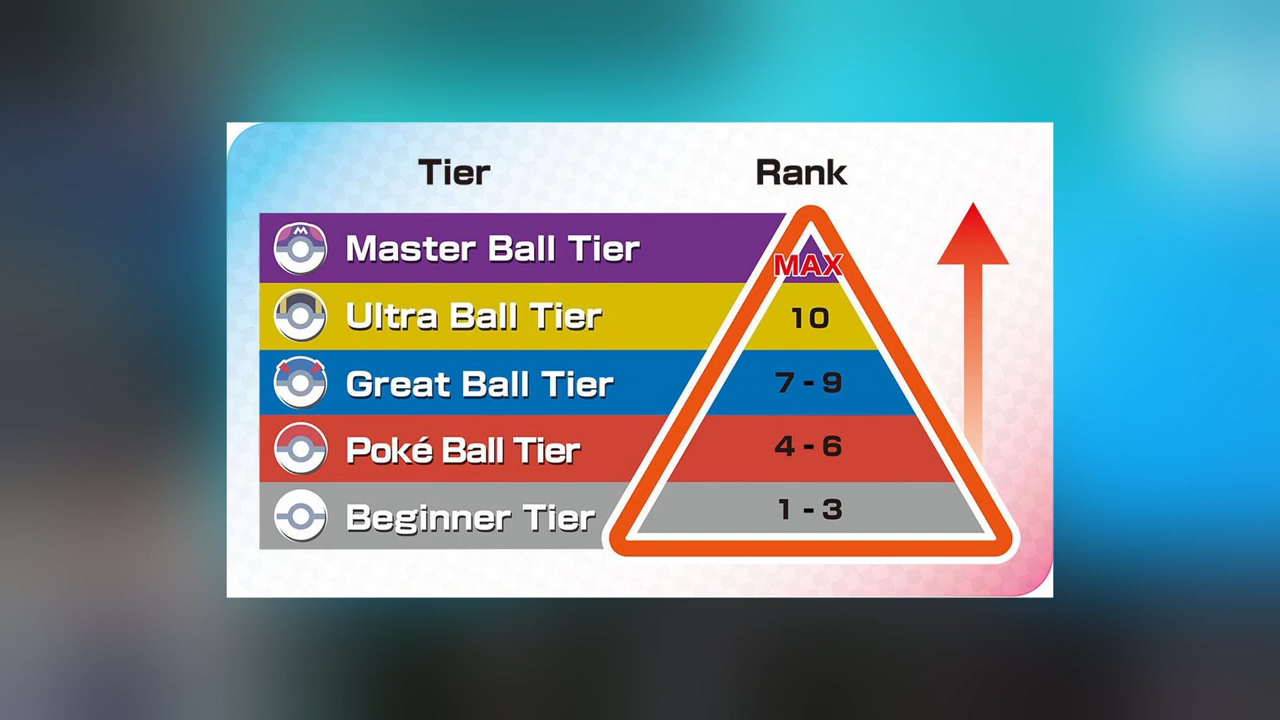 Tier Rank
Master Ball Tier MAX
Ultra Ball Tier 10
Great Ball Tier 7 - 9
Poké Ball Tier 4 - 6
Beginner Tier 1 - 3